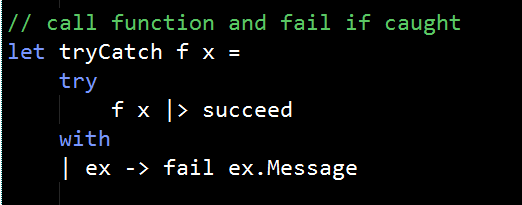 // call function and fail if caught
let tryCatch f x =
    try
        f x |> succeed
    with
    | ex -> fail ex.Message